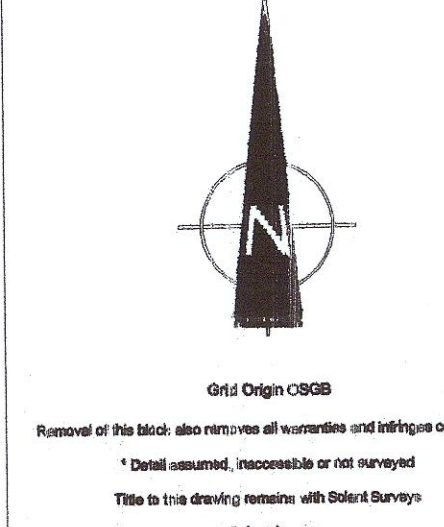 N
Grid Origin OSGB
Removal of this block also removes all warranties and infringes
* Detail assumed, inaccessible or not surveyed
Title to this drawing remains with Solent Surveys